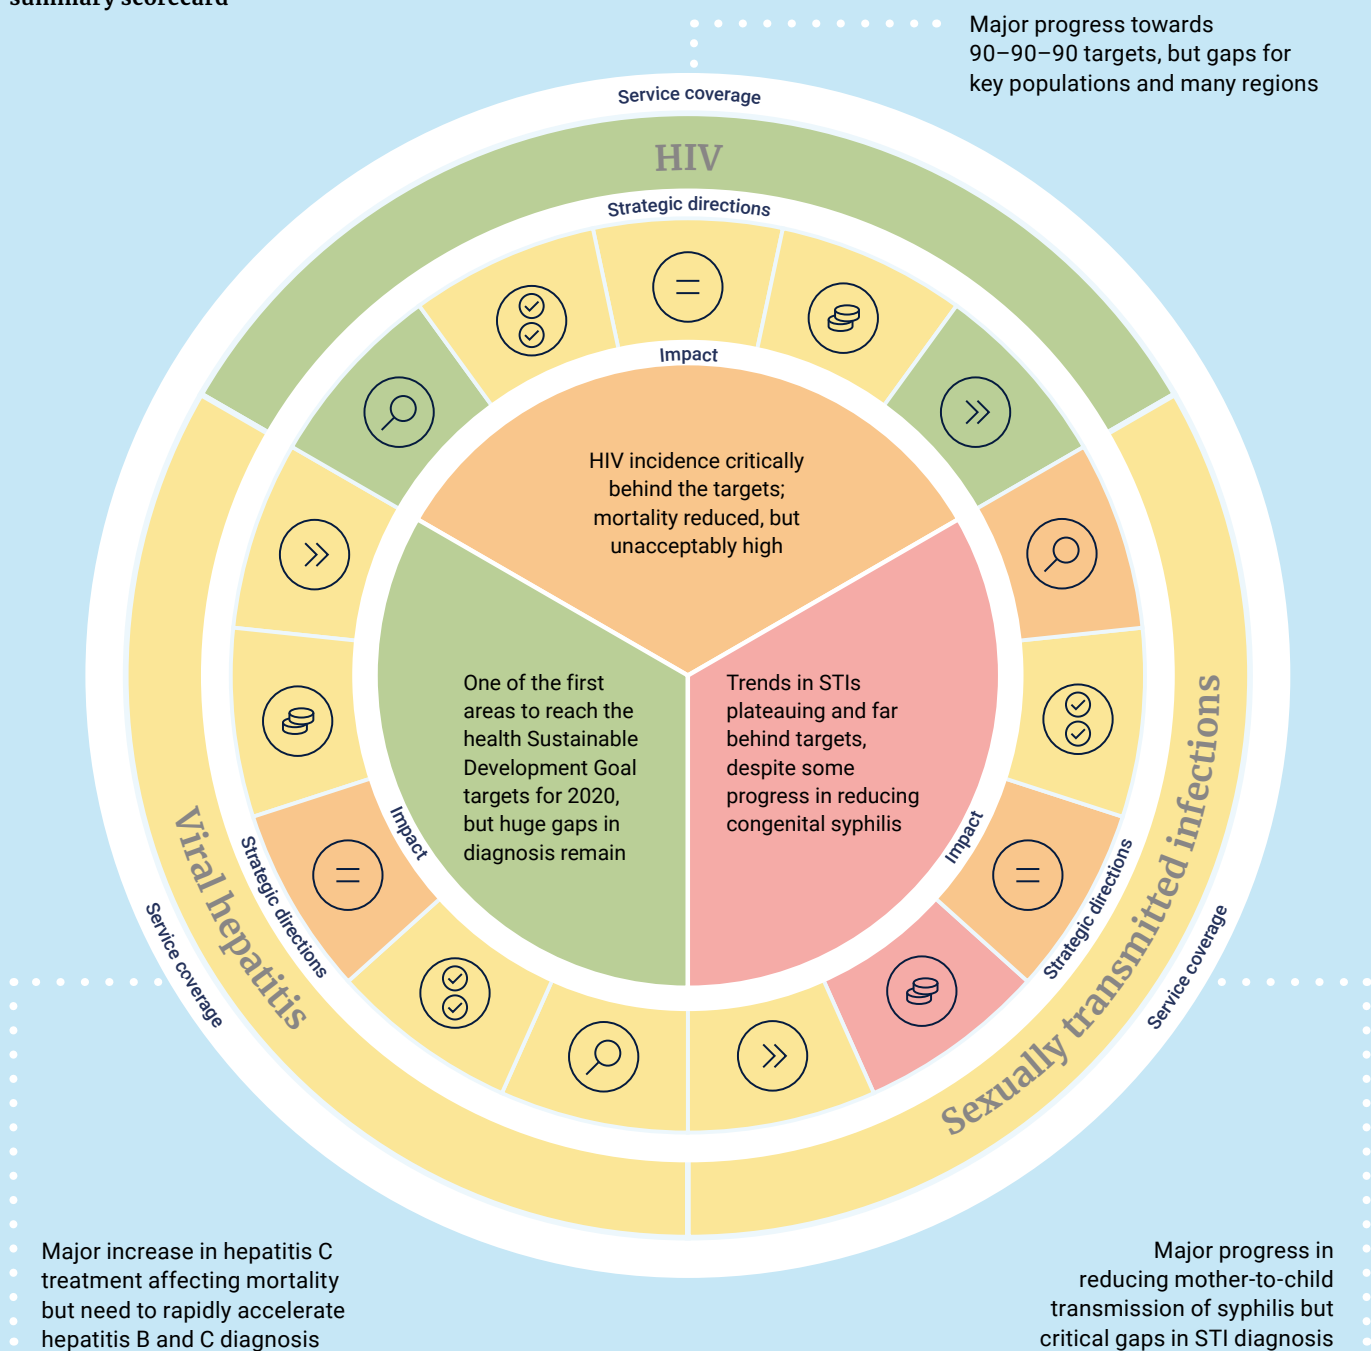 summary scorecard
Major progress towards
90–90–90 targets, but gaps for
key populations and many regions
Service coverage
HIV
Strategic directions
Impact
HIV incidence critically
behind the targets;
mortality reduced, but
unacceptably high
One of the first
areas to reach the
health Sustainable
Development Goal
targets for 2020,
but huge gaps in
diagnosis remain
Trends in STIs
plateauing and far
behind targets,
despite some
progress in reducing
congenital syphilis
Impact
Strategic directions
Viral hepatitis
Service coverage
Impact
Strategic directions
Sexually transmitted infections
Service coverage
Major increase in hepatitis C
treatment affecting mortality
but need to rapidly accelerate
hepatitis B and C diagnosis
Major progress in
reducing mother-to-child
transmission of syphilis but
critical gaps in STI diagnosis